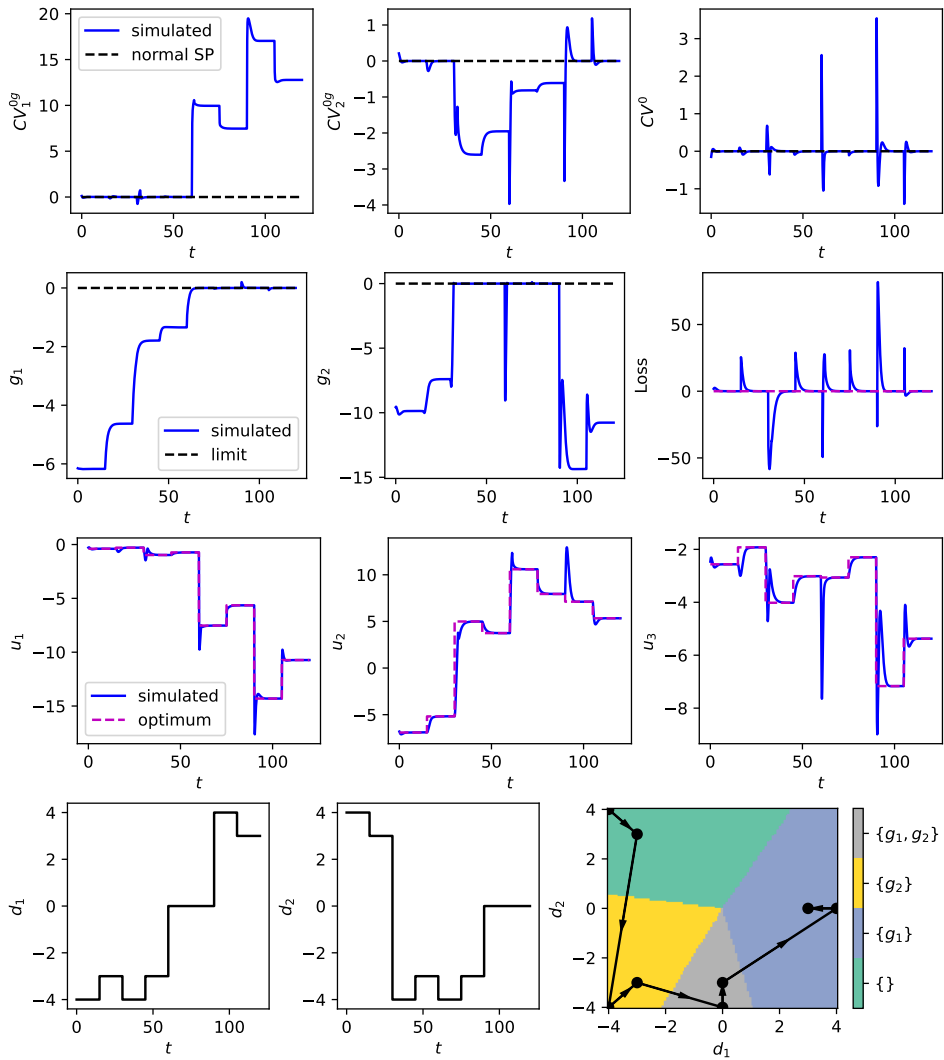 20
15
10
5
0
$CV_1^{0g}$
simulated
normal SP
0
100
t
1
0
−1
−2
−3
−4
$CV_2^{0g}$
0
100
t
3
2
1
0
−1
$CV^0$
0
50
100
t
0
−2
−4
−6
$g_1$
simulated
limit
0
50
100
t
0
−5
−10
−15
$g_2$
0
50
100
t
50
0
−50
Loss
0
50
100
t
0
−5
−10
−15
$u_1$
simulated
optimum
0
50
100
t
10
5
0
−5
$u_2$
0
50
100
t
−2
−4
−6
−8
$u_3$
0
50
100
t
4
2
0
−2
−4
$d_1$
0
100
t
4
2
0
−2
−4
$d_2$
0
100
t
4
2
0
−2
−4
$d_2$
−4
−2
0
2
4
$d_1$
{$g_1, g_2$}
{$g_2$}
{$g_1$}
{}